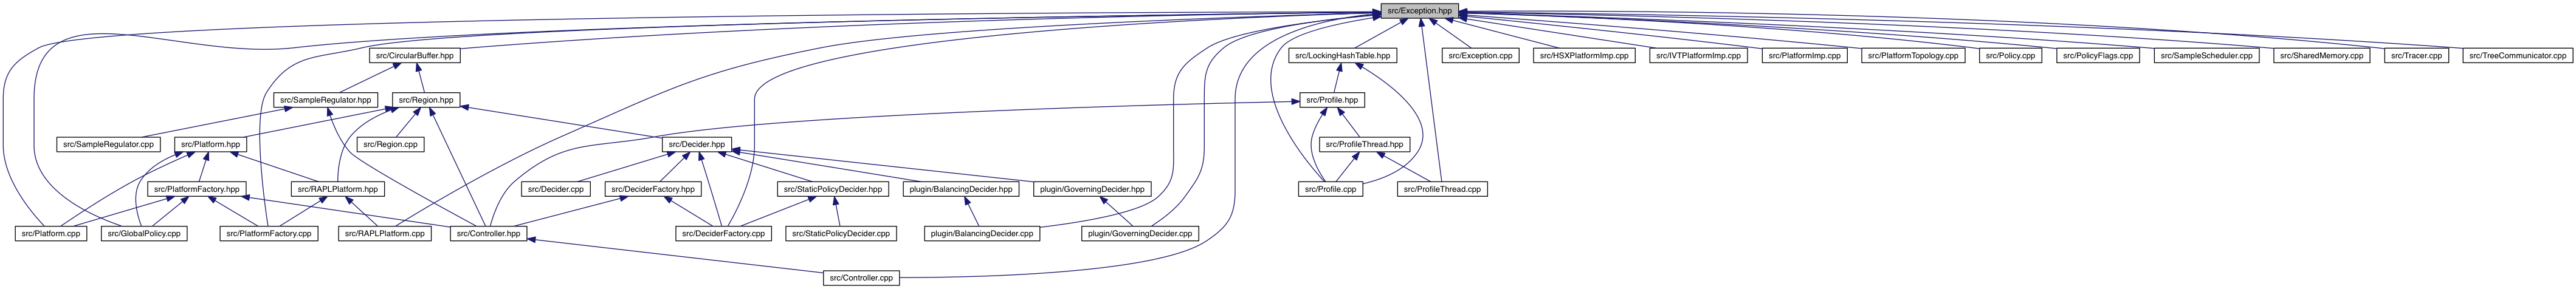 src/Exception.hpp
src/CircularBuffer.hpp
src/LockingHashTable.hpp
src/Exception.cpp
src/HSXPlatformImp.cpp
src/IVTPlatformImp.cpp
src/PlatformImp.cpp
src/PlatformTopology.cpp
src/Policy.cpp
src/PolicyFlags.cpp
src/SampleScheduler.cpp
src/SharedMemory.cpp
src/Tracer.cpp
src/TreeCommunicator.cpp
src/SampleRegulator.hpp
src/Region.hpp
src/Profile.hpp
src/SampleRegulator.cpp
src/Platform.hpp
src/Region.cpp
src/Decider.hpp
src/ProfileThread.hpp
src/PlatformFactory.hpp
src/RAPLPlatform.hpp
src/Decider.cpp
src/DeciderFactory.hpp
src/StaticPolicyDecider.hpp
plugin/BalancingDecider.hpp
plugin/GoverningDecider.hpp
src/Profile.cpp
src/ProfileThread.cpp
src/Platform.cpp
src/GlobalPolicy.cpp
src/PlatformFactory.cpp
src/RAPLPlatform.cpp
src/Controller.hpp
src/DeciderFactory.cpp
src/StaticPolicyDecider.cpp
plugin/BalancingDecider.cpp
plugin/GoverningDecider.cpp
src/Controller.cpp